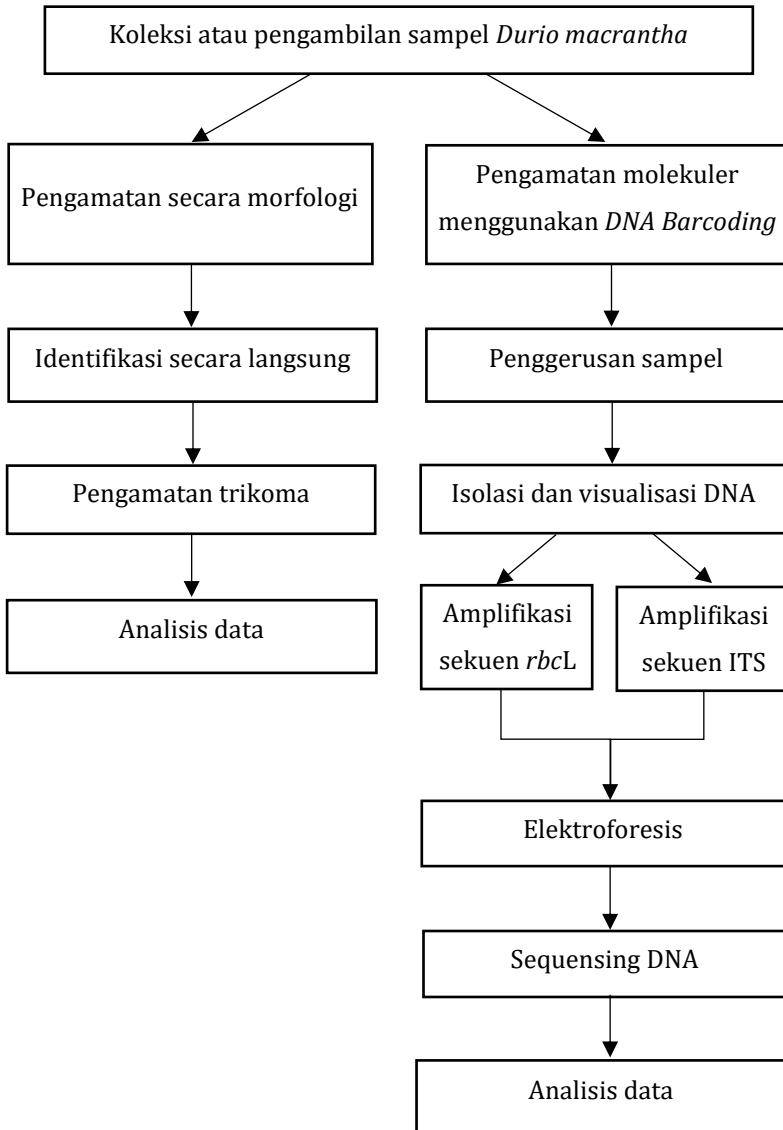 Koleksi atau pengambilan sampel Durio macrantha
Pengamatan secara morfologi
Identifikasi secara langsung
Pengamatan trikoma
Analisis data
Pengamatan molekuler
menggunakan DNA Barcoding
Penggerusan sampel
Isolasi dan visualisasi DNA
Amplifikasi
sekuen rbcL
Amplifikasi
sekuen ITS
Elektroforesis
Sequensing DNA
Analisis data